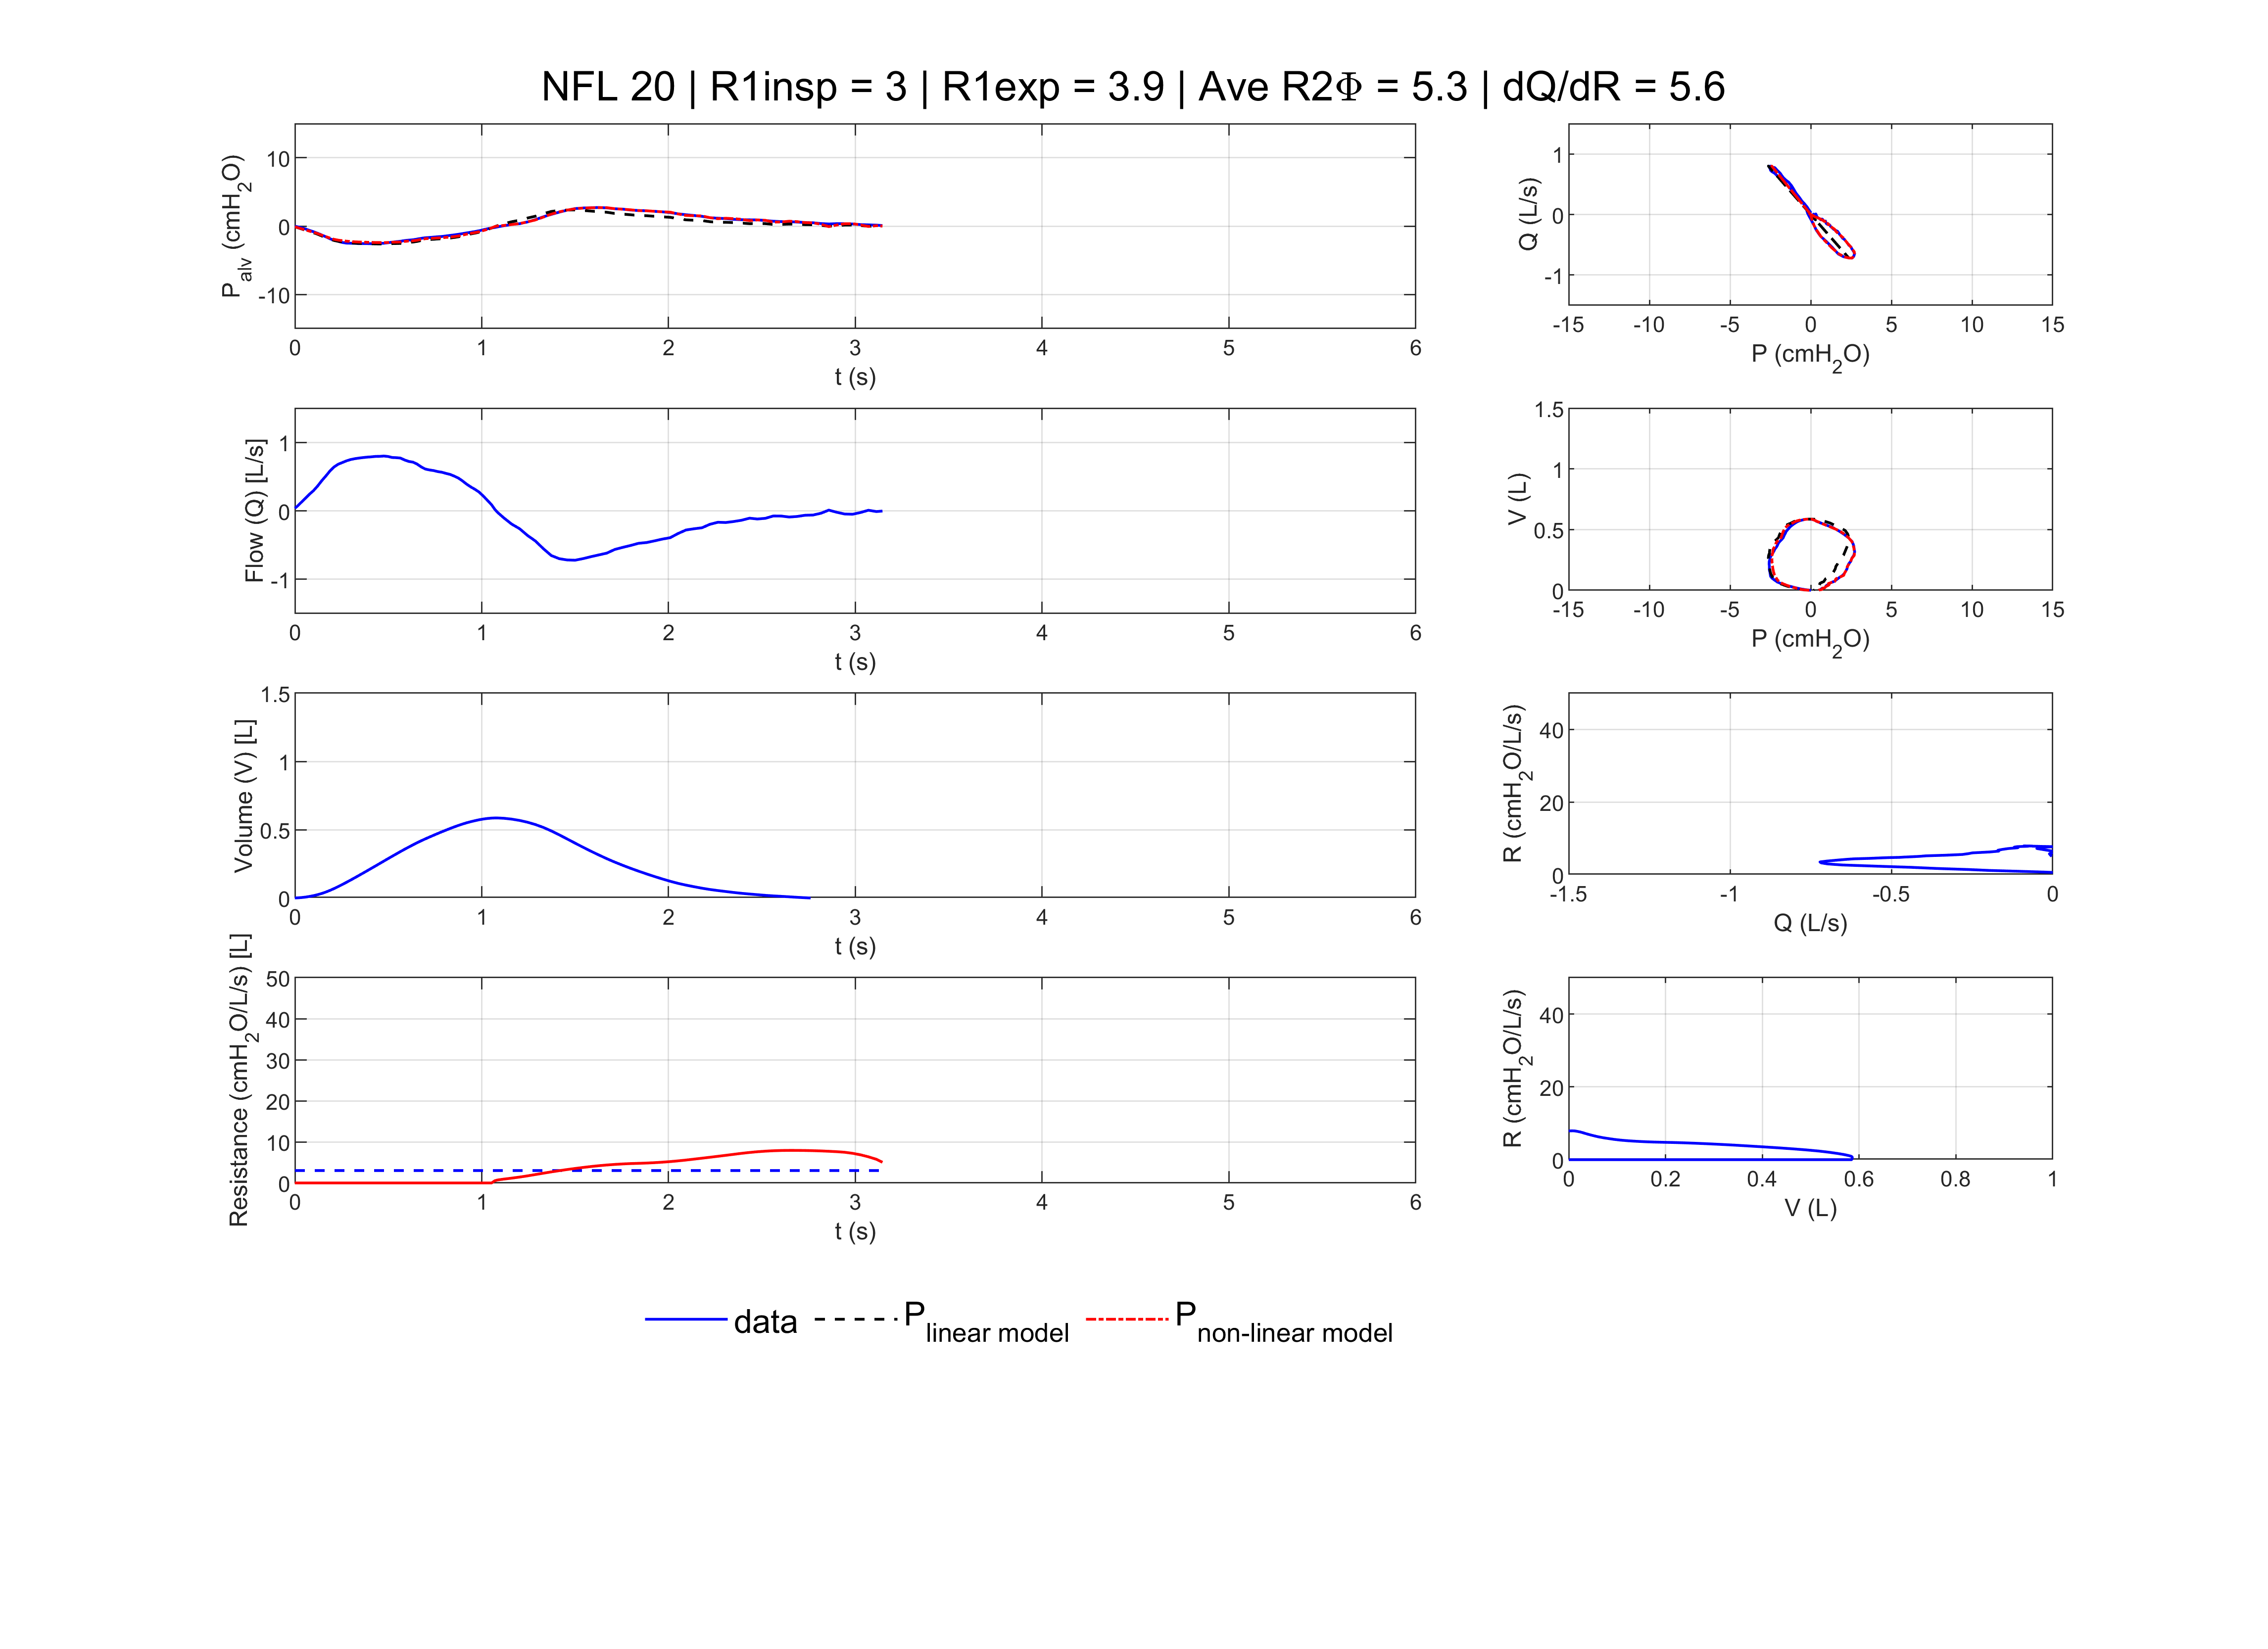 NFL 20 | R1insp = 3 | R1exp = 3.9 | Ave R2Φ = 5.3 | dQ/dR = 5.6
P_alv (cmH_2O)
10
0
-10
0 1 2 3 4 5 6
t (s)
Q (L/s)
1
0
-1
-15 -10 -5 0 5 10 15
P (cmH_2O)
Flow (Q) [L/s]
1
0
-1
0 1 2 3 4 5 6
t (s)
V (L)
1.5
1
0.5
0
-15 -10 -5 0 5 10 15
P (cmH_2O)
Volume (V) [L]
1.5
1
0.5
0
0 1 2 3 4 5 6
t (s)
R (cmH_2O/L/s)
40
20
0
-1.5 -1 -0.5 0
Q (L/s)
Resistance (cmH_2O/L/s) [L]
50
40
30
20
10
0
0 1 2 3 4 5 6
t (s)
R (cmH_2O/L/s)
40
20
0
0 0.2 0.4 0.6 0.8 1
V (L)
data P_linear model P_non-linear model